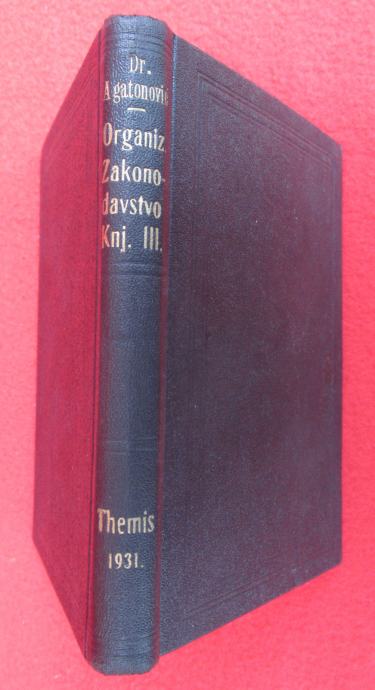 Dr.
Agatonović
Organiz.
Zakono-
davstvo
Knj. III.
Themis
1931.